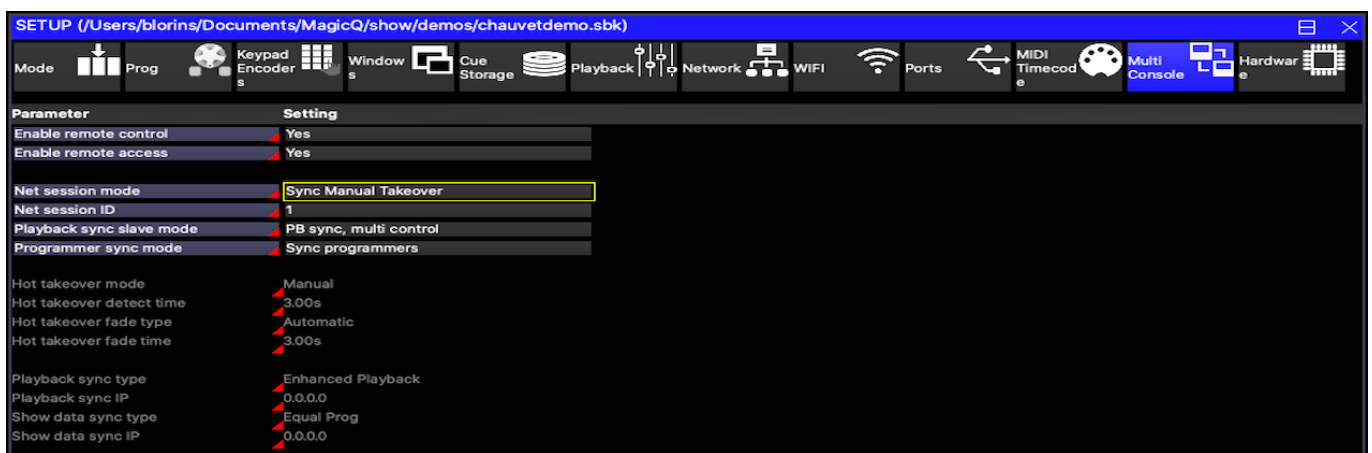 SETUP (/Users/blorins/Documents/MagicQ/show/demos/chauvetdemo.sbk)
Mode Prog Keypad Encoders Windows Cue Storage Playback Network WIFI Ports MIDI Timecode Multi Console Hardware
Parameter Setting
Enable remote control Yes
Enable remote access Yes
Net session mode Sync Manual Takeover
Net session ID 1
Playback sync slave mode PB sync, multi control
Programmer sync mode Sync programmers
Hot takeover mode Manual
Hot takeover detect time 3.00s
Hot takeover fade type Automatic
Hot takeover fade time 3.00s
Playback sync type Enhanced Playback
Playback sync IP 0.0.0.0
Show data sync type Equal Prog
Show data sync IP 0.0.0.0